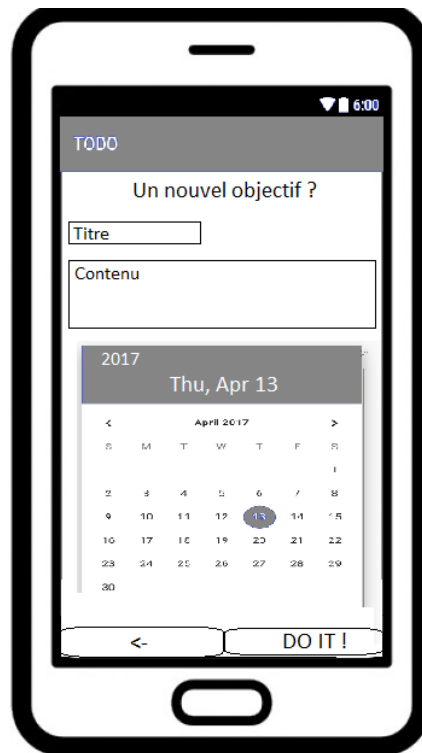 6:00
TODO
Un nouvel objectif ?
Titre
Contenu
2017
Thu, Apr 13
< April 2017 >
S M T W T F S
1
2 3 4 5 6 7 8
9 10 11 12 13 14 15
16 17 18 19 20 21 22
23 24 25 26 27 28 29
30
<- DO IT !